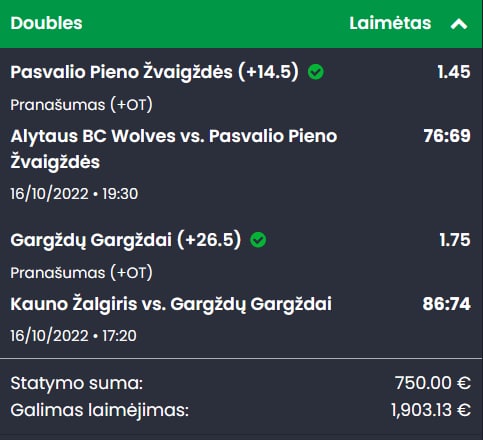 Doubles Laimėtas
Pasvalio Pieno Žvaigždės (+14.5) 1.45
Pranašumas (+OT)
Alytaus BC Wolves vs. Pasvalio Pieno 76:69
Žvaigždės
16/10/2022 • 19:30
Gargždų Gargždai (+26.5) 1.75
Pranašumas (+OT)
Kauno Žalgiris vs. Gargždų Gargždai 86:74
16/10/2022 • 17:20
Statymo suma: 750.00 €
Galimas laimėjimas: 1,903.13 €